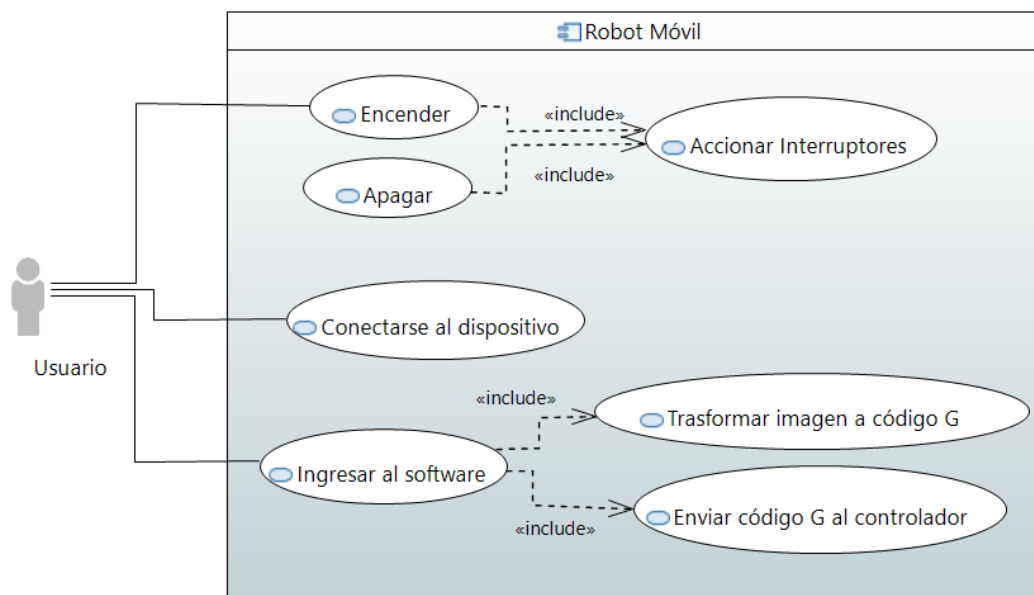 Robot Móvil
Encender
«include»
Accionar Interruptores
«include»
Apagar
Conectarse al dispositivo
Usuario
«include»
Trasformar imagen a código G
Ingresar al software
Enviar código G al controlador
«include»